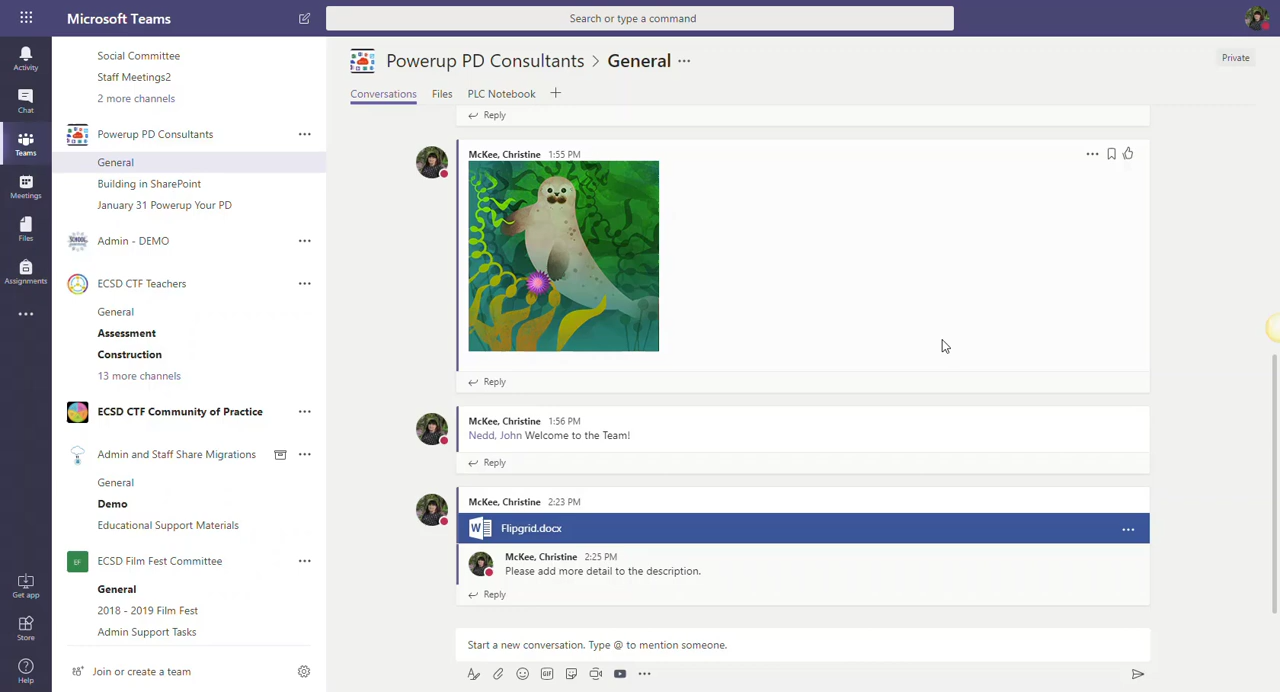 Microsoft Teams
Search or type a command
Activity
Chat
Teams
Meetings
Files
Assignments
Get app
Store
Help
Social Committee
Staff Meetings2
2 more channels
Powerup PD Consultants
General
Building in SharePoint
January 31 Powerup Your PD
Admin - DEMO
ECSD CTF Teachers
General
Assessment
Construction
13 more channels
ECSD CTF Community of Practice
Admin and Staff Share Migrations
General
Demo
Educational Support Materials
EF
ECSD Film Fest Committee
General
2018 - 2019 Film Fest
Admin Support Tasks
Join or create a team
Powerup PD Consultants > General ···
Private
Conversations Files PLC Notebook +
Reply
McKee, Christine 1:55 PM
Reply
McKee, Christine 1:56 PM
Nedd, John Welcome to the Team!
Reply
McKee, Christine 2:23 PM
W Flipgrid.docx
McKee, Christine 2:25 PM
Please add more detail to the description.
Reply
Start a new conversation. Type @ to mention someone.
GIF